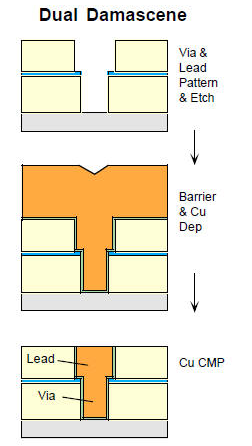 Dual Damascene
Via &
Lead
Pattern
& Etch
Barrier
& Cu
Dep
Lead
Via
Cu CMP